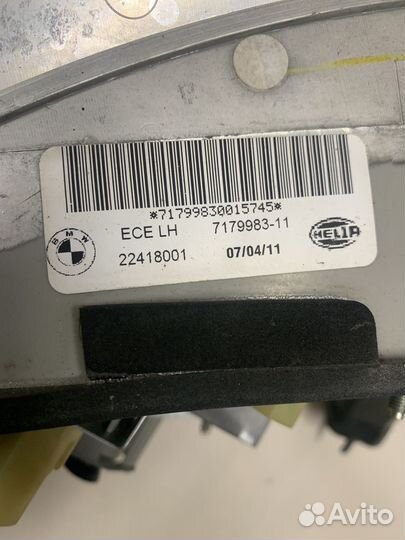 *71799830015745*
BMW
ECE LH 7179983-11
HELLA
22418001 07/04/11
Avito